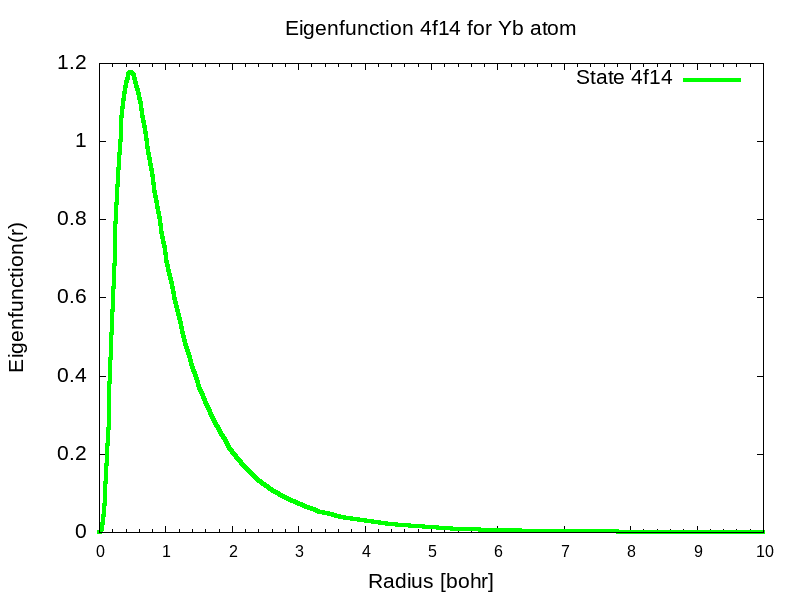 Eigenfunction 4f14 for Yb atom
State 4f14
1.2
1
0.8
0.6
0.4
0.2
0
Eigenfunction(r)
0 1 2 3 4 5 6 7 8 9 10
Radius [bohr]